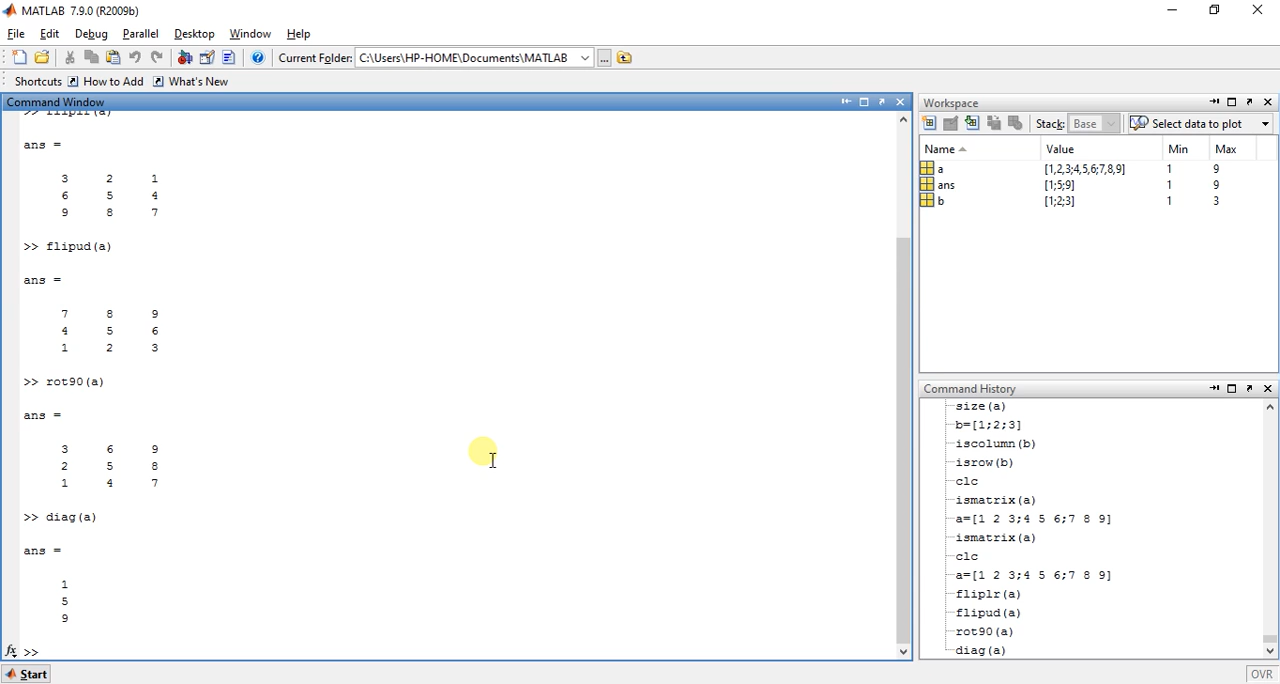 MATLAB 7.9.0 (R2009b)
File Edit Debug Parallel Desktop Window Help
Current Folder: C:\Users\HP-HOME\Documents\MATLAB ...
Shortcuts How to Add What's New
Command Window
>> fliplr(a)
ans =
3 2 1
6 5 4
9 8 7
>> flipud(a)
ans =
7 8 9
4 5 6
1 2 3
>> rot90(a)
ans =
3 6 9
2 5 8
1 4 7
>> diag(a)
ans =
1
5
9
fx >>
Workspace
Stack: Base Select data to plot
Name Value Min Max
a [1,2,3;4,5,6;7,8,9] 1 9
ans [1;5;9] 1 9
b [1;2;3] 1 3
Command History
size(a)
b=[1;2;3]
iscolumn(b)
isrow(b)
clc
ismatrix(a)
a=[1 2 3;4 5 6;7 8 9]
ismatrix(a)
clc
a=[1 2 3;4 5 6;7 8 9]
fliplr(a)
flipud(a)
rot90(a)
diag(a)
Start
OVR